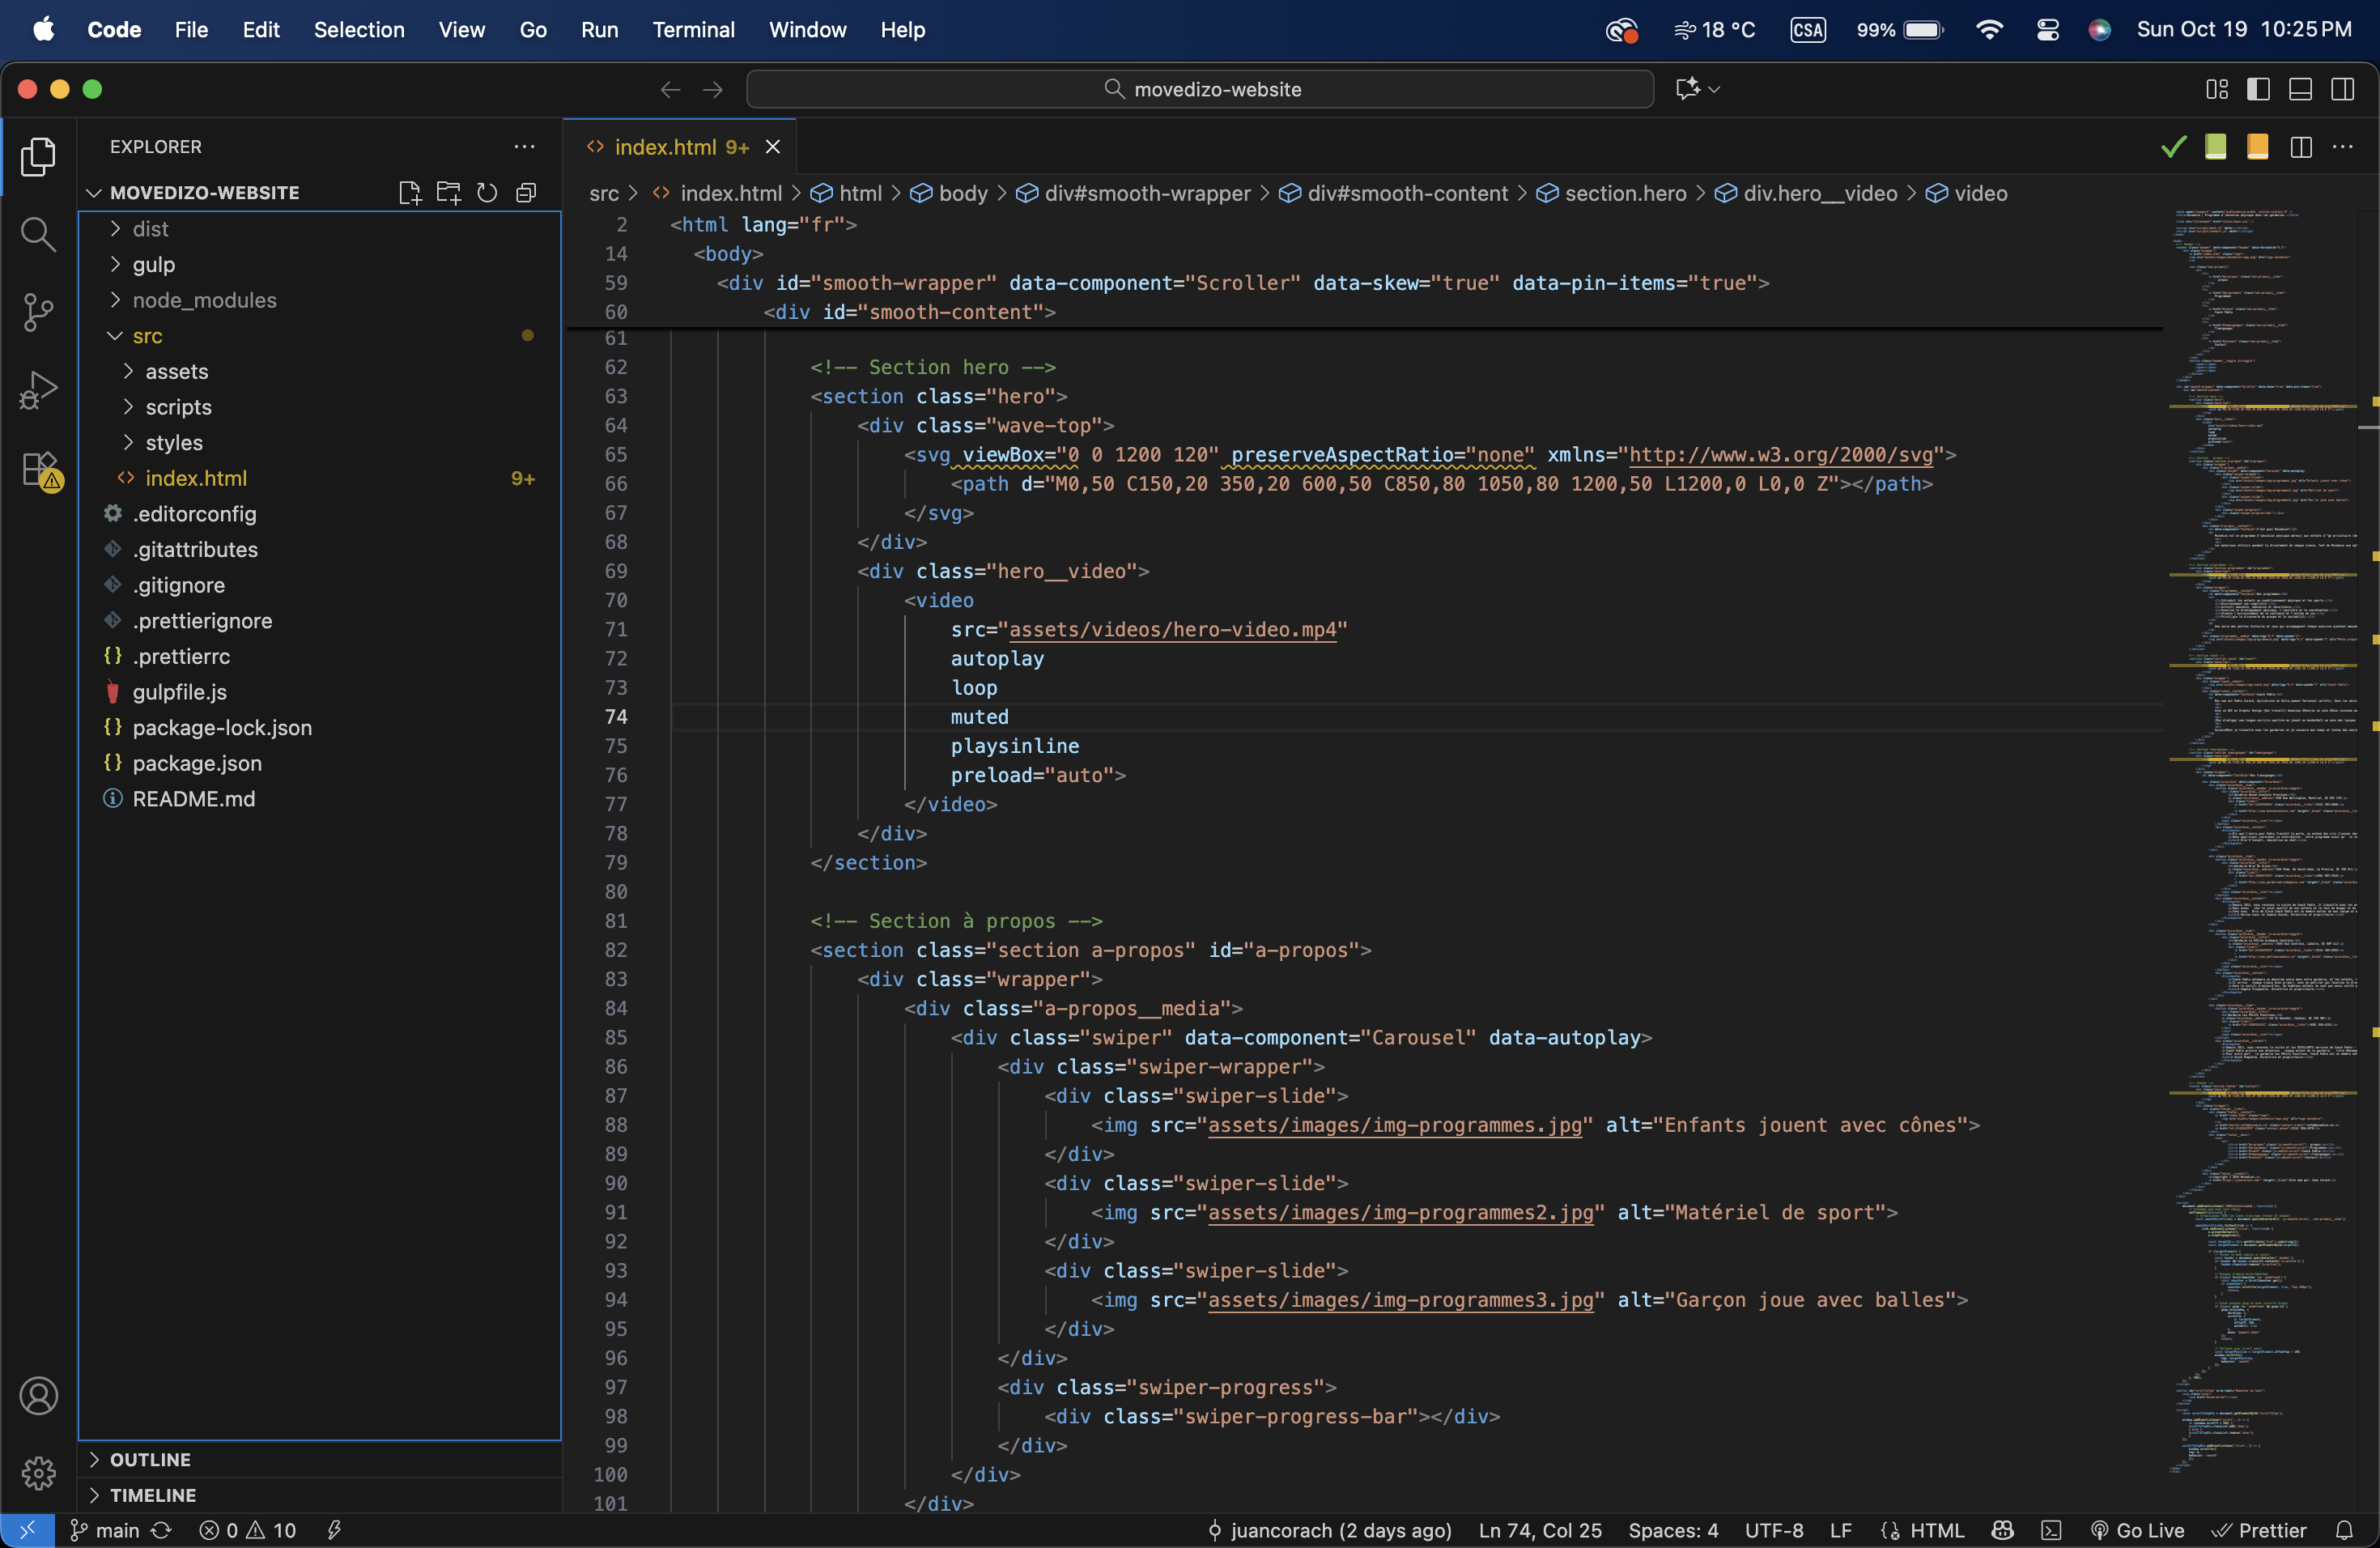 Code File Edit Selection View Go Run Terminal Window Help 18 °C CSA 99% Sun Oct 19 10:25 PM
movedizo-website
EXPLORER
MOVEDIZO-WEBSITE
dist
gulp
node_modules
src
assets
scripts
styles
index.html 9+
.editorconfig
.gitattributes
.gitignore
.prettierignore
.prettierrc
gulpfile.js
package-lock.json
package.json
README.md
OUTLINE
TIMELINE
index.html 9+
src > index.html > html > body > div#smooth-wrapper > div#smooth-content > section.hero > div.hero__video > video
2 <html lang="fr">
14 <body>
59 <div id="smooth-wrapper" data-component="Scroller" data-skew="true" data-pin-items="true">
60 <div id="smooth-content">
61
62 <!-- Section hero -->
63 <section class="hero">
64 <div class="wave-top">
65 <svg viewBox="0 0 1200 120" preserveAspectRatio="none" xmlns="http://www.w3.org/2000/svg">
66 <path d="M0,50 C150,20 350,20 600,50 C850,80 1050,80 1200,50 L1200,0 L0,0 Z"></path>
67 </svg>
68 </div>
69 <div class="hero__video">
70 <video
71 src="assets/videos/hero-video.mp4"
72 autoplay
73 loop
74 muted
75 playsinline
76 preload="auto">
77 </video>
78 </div>
79 </section>
80
81 <!-- Section à propos -->
82 <section class="section a-propos" id="a-propos">
83 <div class="wrapper">
84 <div class="a-propos__media">
85 <div class="swiper" data-component="Carousel" data-autoplay>
86 <div class="swiper-wrapper">
87 <div class="swiper-slide">
88 <img src="assets/images/img-programmes.jpg" alt="Enfants jouent avec cônes">
89 </div>
90 <div class="swiper-slide">
91 <img src="assets/images/img-programmes2.jpg" alt="Matériel de sport">
92 </div>
93 <div class="swiper-slide">
94 <img src="assets/images/img-programmes3.jpg" alt="Garçon joue avec balles">
95 </div>
96 </div>
97 <div class="swiper-progress">
98 <div class="swiper-progress-bar"></div>
99 </div>
100 </div>
101 </div>
main 0 10 juancorach (2 days ago) Ln 74, Col 25 Spaces: 4 UTF-8 LF HTML Go Live Prettier